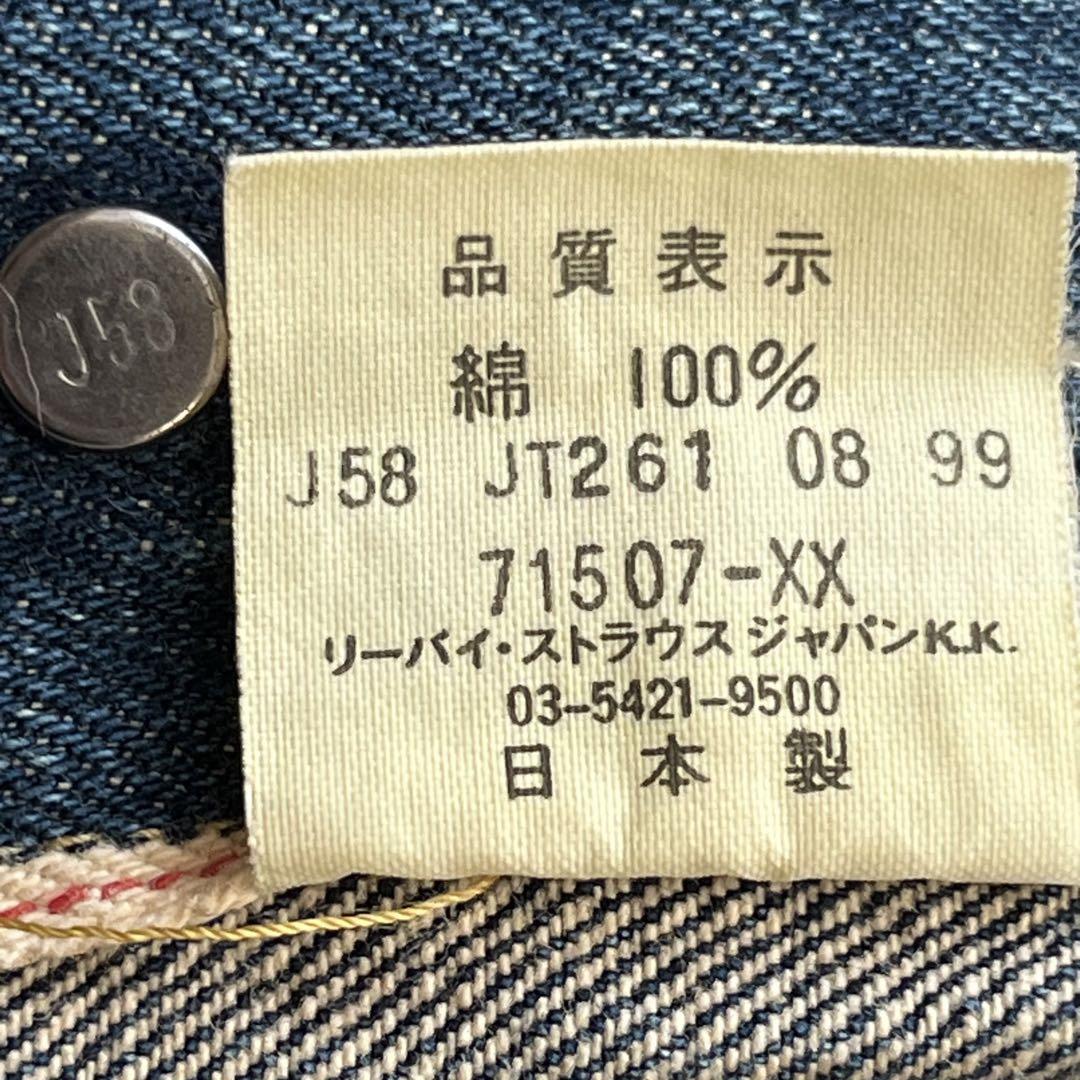 J58
品質表示
綿 100%
J58 JT261 08 99
71507-XX
リーバイ・ストラウス ジャパンK.K.
03-5421-9500
日本製